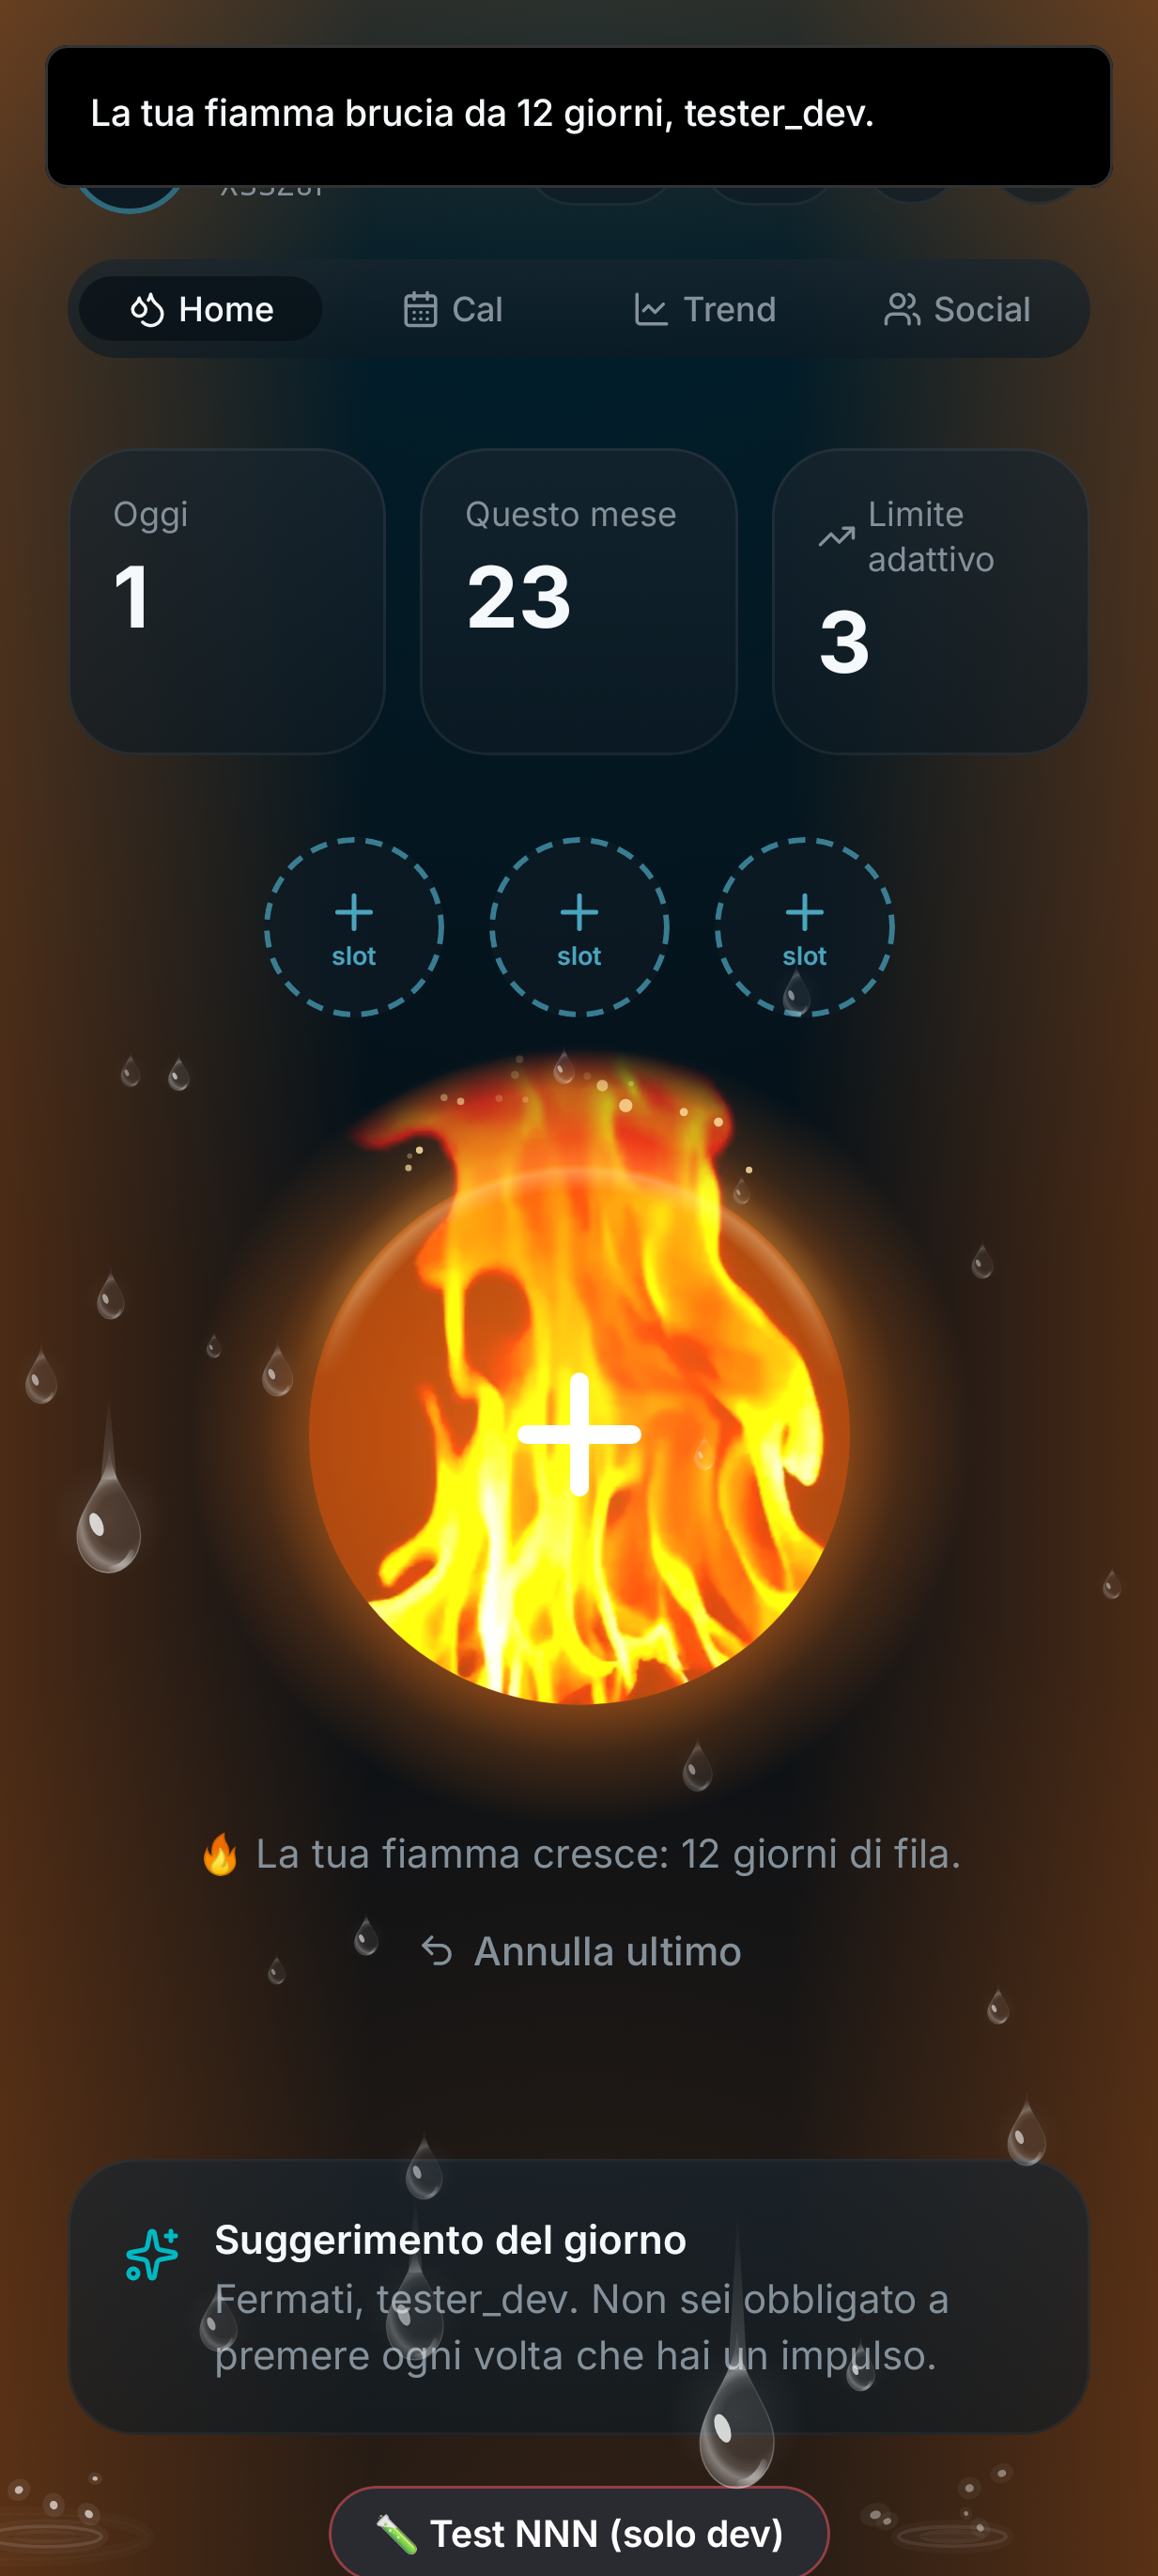 La tua fiamma brucia da 12 giorni, tester_dev.
Home
Cal
Trend
Social
Oggi
1
Questo mese
23
Limite
adattivo
3
slot
slot
slot
🔥 La tua fiamma cresce: 12 giorni di fila.
Annulla ultimo
Suggerimento del giorno
Fermati, tester_dev. Non sei obbligato a
premere ogni volta che hai un impulso.
Test NNN (solo dev)